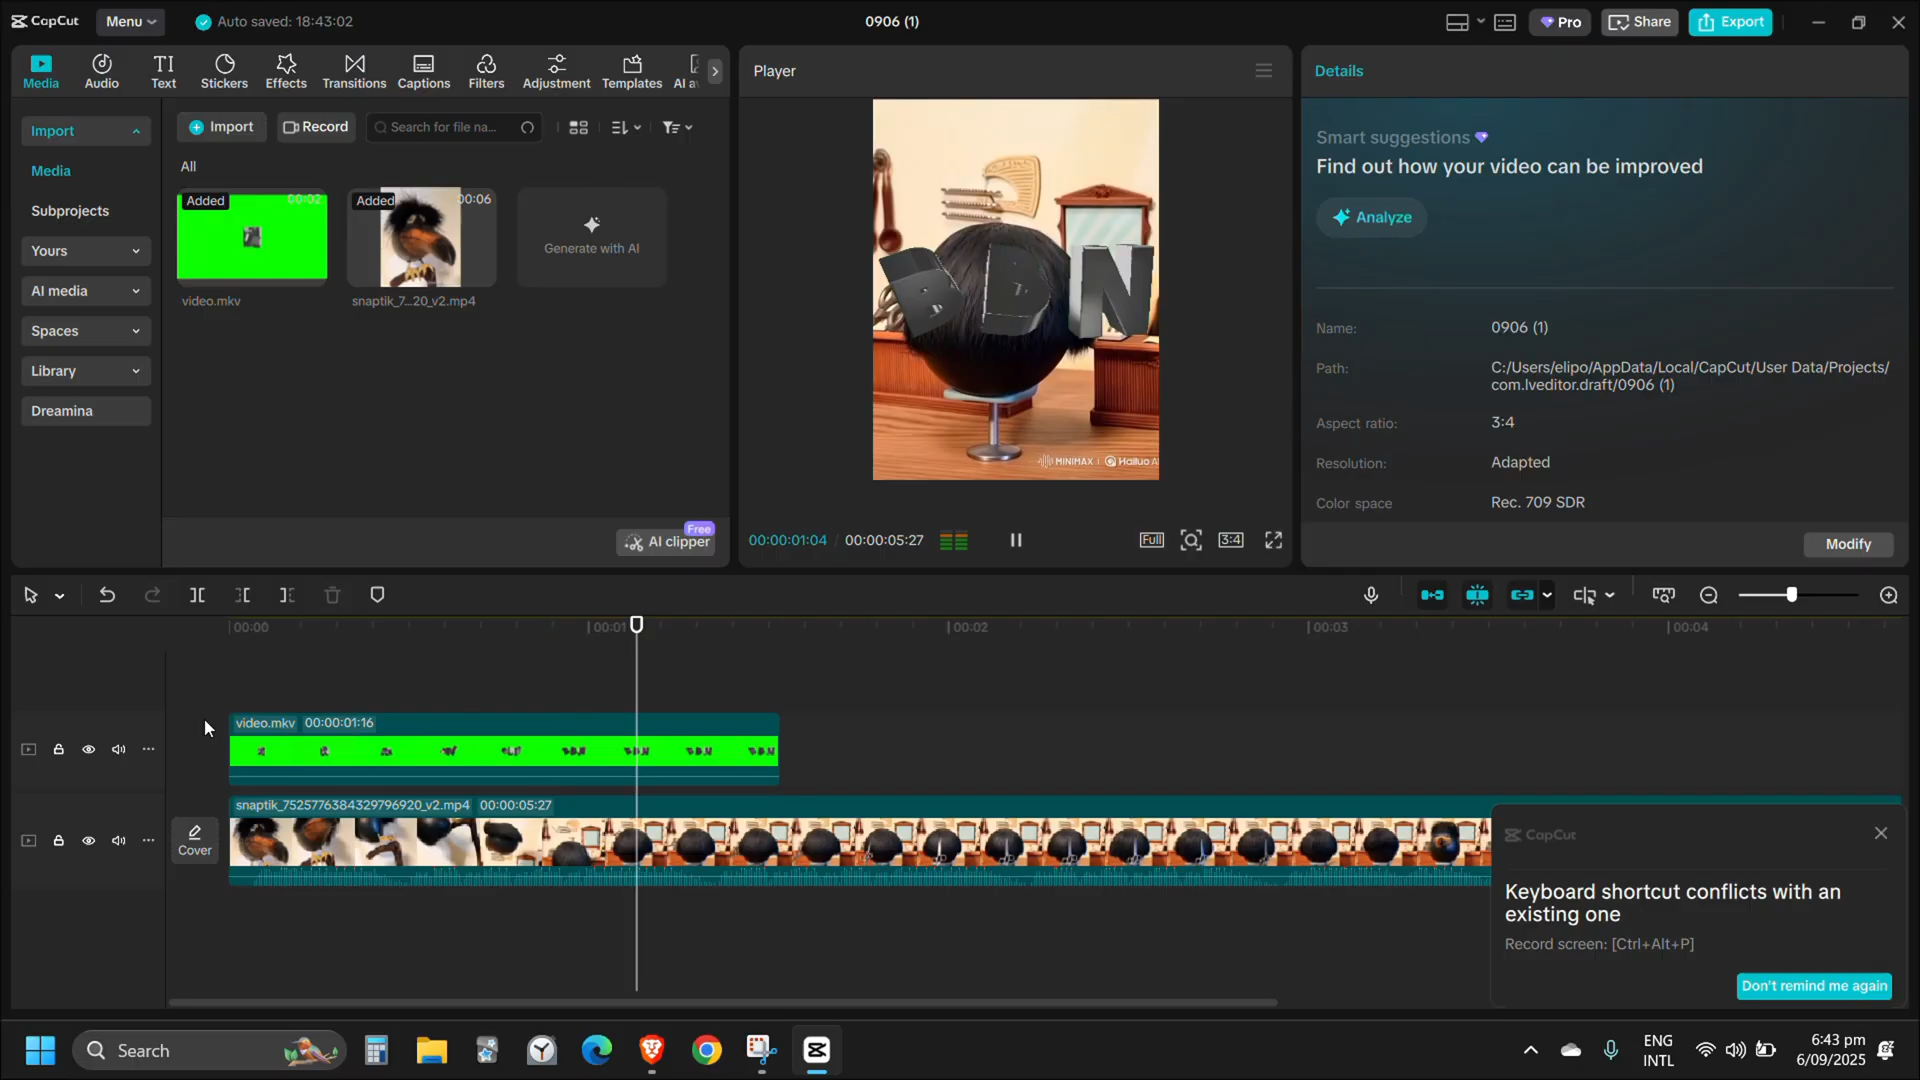 CapCut
Menu
Auto saved: 18:43:02
0906 (1)
Pro
Share
Export
Media
Audio
TI
Text
Stickers
Effects
Transitions
Captions
Filters
Adjustment
Templates
AI a
Player
Details
Import
Import
Record
Search for file na...
Media
All
Subprojects
Added
00:02
Added
00:06
Generate with AI
Yours
AI media
video.mkv
snaptik_7...20_v2.mp4
Spaces
Library
Dreamina
Free
AI clipper
BDN
MINIMAX
Hailuo A
00:00:01:04 / 00:00:05:27
Full
3:4
Smart suggestions
Find out how your video can be improved
Analyze
Name:
0906 (1)
Path:
C:/Users/elipo/AppData/Local/CapCut/User Data/Projects/
com.lveditor.draft/0906 (1)
Aspect ratio:
3:4
Resolution:
Adapted
Color space
Rec. 709 SDR
Modify
00:00
00:01
00:02
00:03
00:04
video.mkv 00:00:01:16
snaptik_7525776384329796920_v2.mp4 00:00:05:27
Cover
CapCut
Keyboard shortcut conflicts with an
existing one
Record screen: [Ctrl+Alt+P]
Don't remind me again
Search
ENG
INTL
6:43 pm
6/09/2025